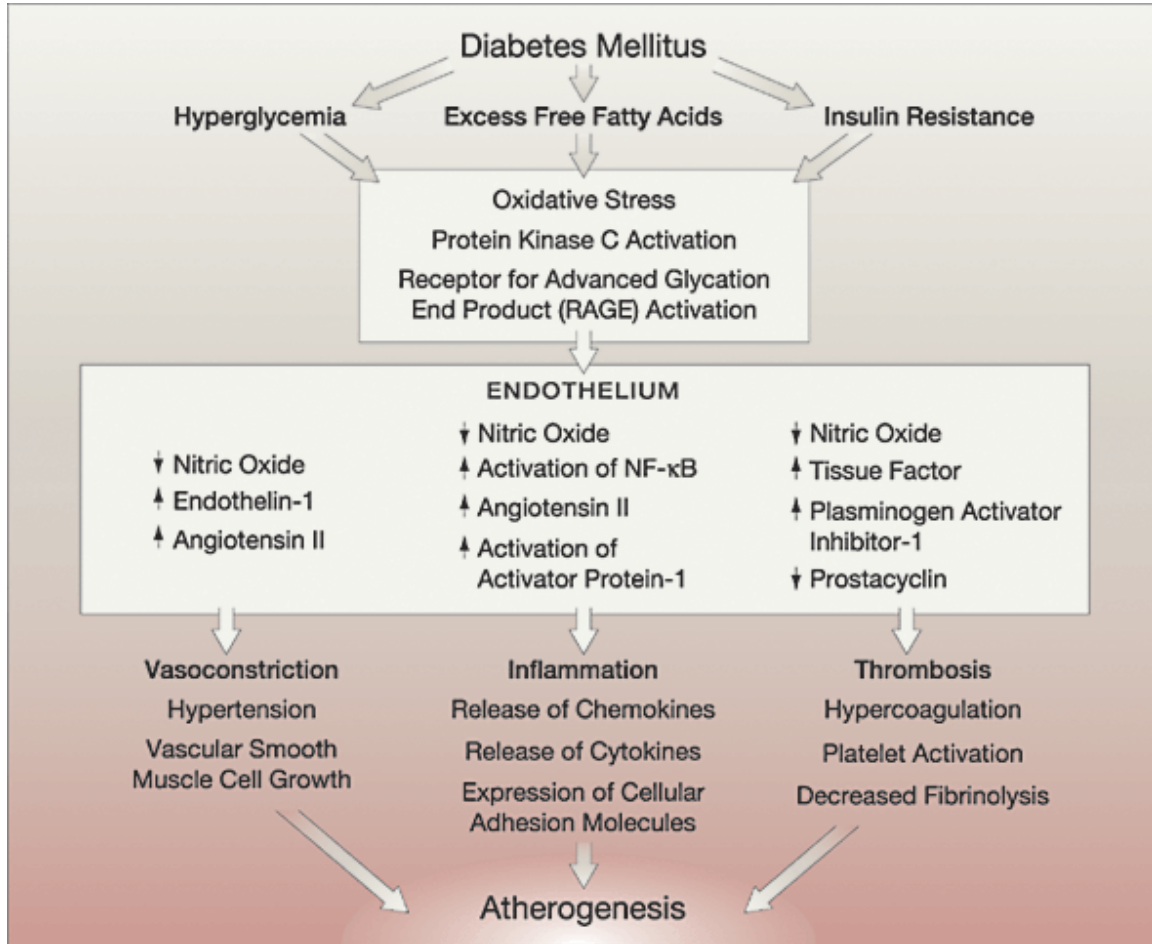 Diabetes Mellitus
Hyperglycemia
Excess Free Fatty Acids
Insulin Resistance
Oxidative Stress
Protein Kinase C Activation
Receptor for Advanced Glycation
End Product (RAGE) Activation
ENDOTHELIUM
Nitric Oxide
Endothelin-1
Angiotensin II
Nitric Oxide
Activation of NF-κB
Angiotensin II
Activation of
Activator Protein-1
Nitric Oxide
Tissue Factor
Plasminogen Activator
Inhibitor-1
Prostacyclin
Vasoconstriction
Hypertension
Vascular Smooth
Muscle Cell Growth
Inflammation
Release of Chemokines
Release of Cytokines
Expression of Cellular
Adhesion Molecules
Thrombosis
Hypercoagulation
Platelet Activation
Decreased Fibrinolysis
Atherogenesis